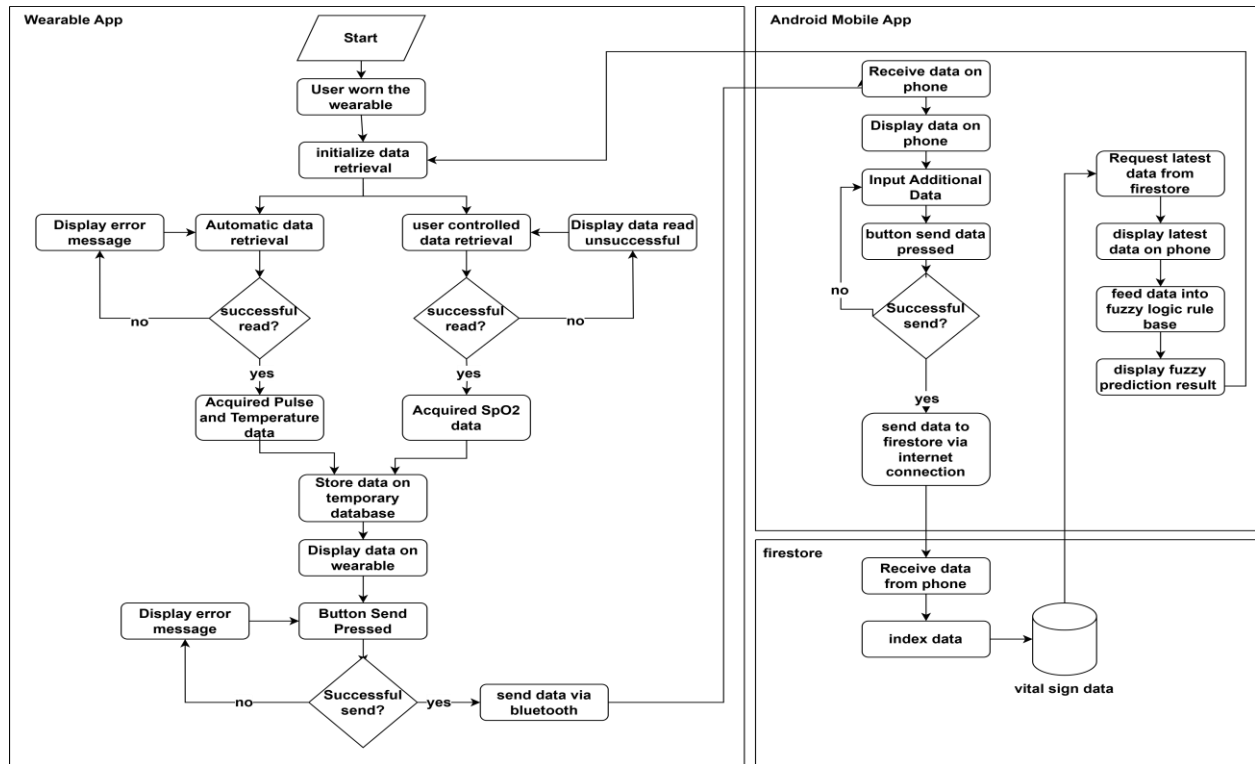 Wearable App
Start
User worn the
wearable
initialize data
retrieval
Display error
message
Automatic data
retrieval
user controlled
data retrieval
Display data read
unsuccessful
no
successful
read?
successful
read?
no
yes
yes
Acquired Pulse
and Temperature
data
Acquired SpO2
data
Store data on
temporary
database
Display data on
wearable
Display error
message
Button Send
Pressed
no
Successful
send?
yes
send data via
bluetooth
Android Mobile App
Receive data on
phone
Display data on
phone
Input Additional
Data
button send data
pressed
no
Successful
send?
yes
send data to
firestore via
internet
connection
Request latest
data from
firestore
display latest
data on phone
feed data into
fuzzy logic rule
base
display fuzzy
prediction result
firestore
Receive data
from phone
index data
vital sign data